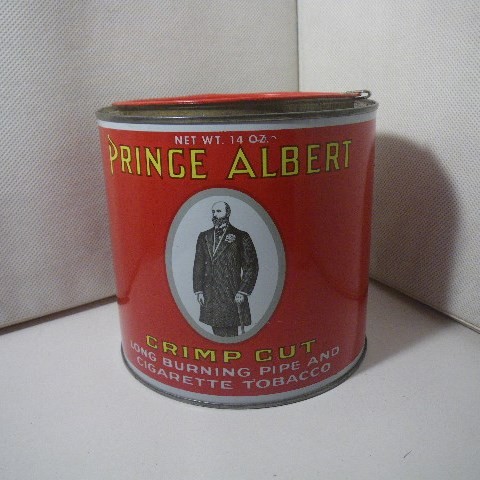 NET WT. 14 OZ.
PRINCE ALBERT
CRIMP CUT
LONG BURNING PIPE AND
CIGARETTE TOBACCO